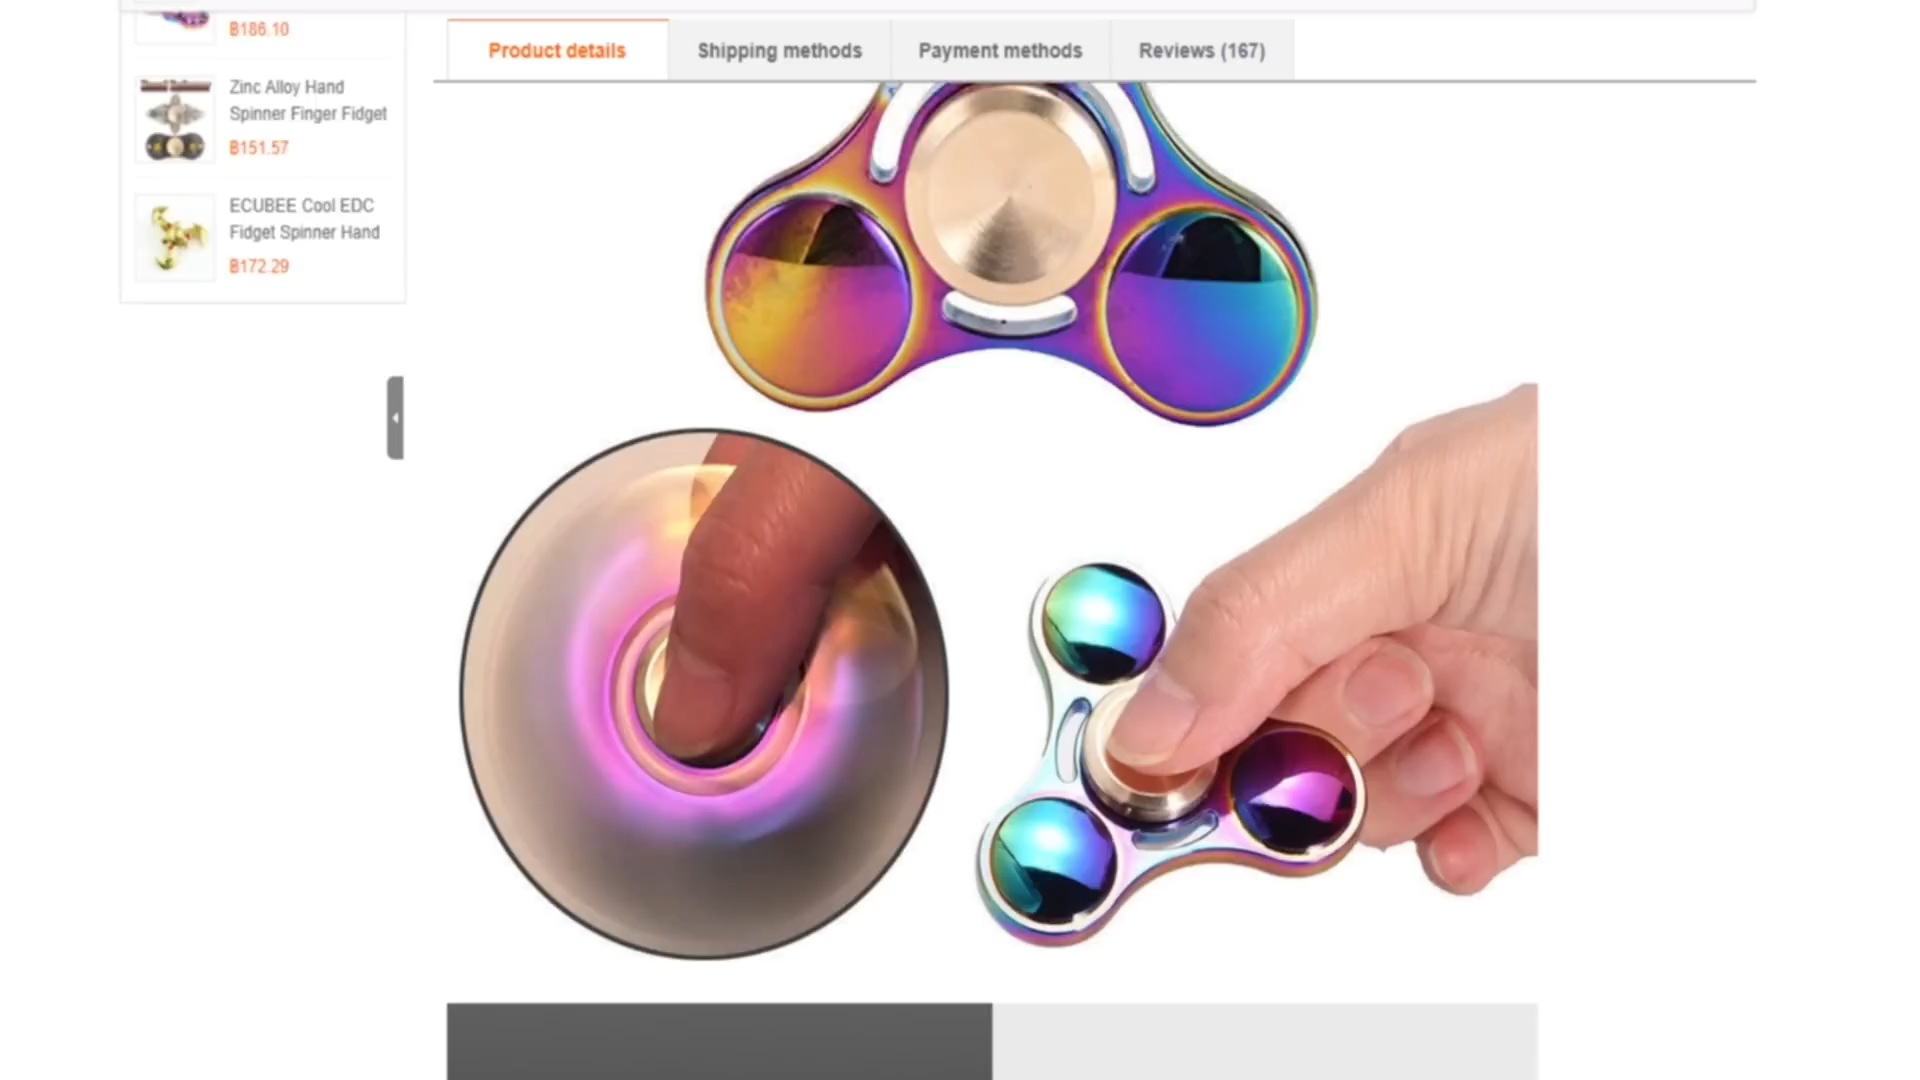 ฿186.10
Zinc Alloy Hand
Spinner Finger Fidget
฿151.57
ECUBEE Cool EDC
Fidget Spinner Hand
฿172.29
Product details
Shipping methods
Payment methods
Reviews (167)